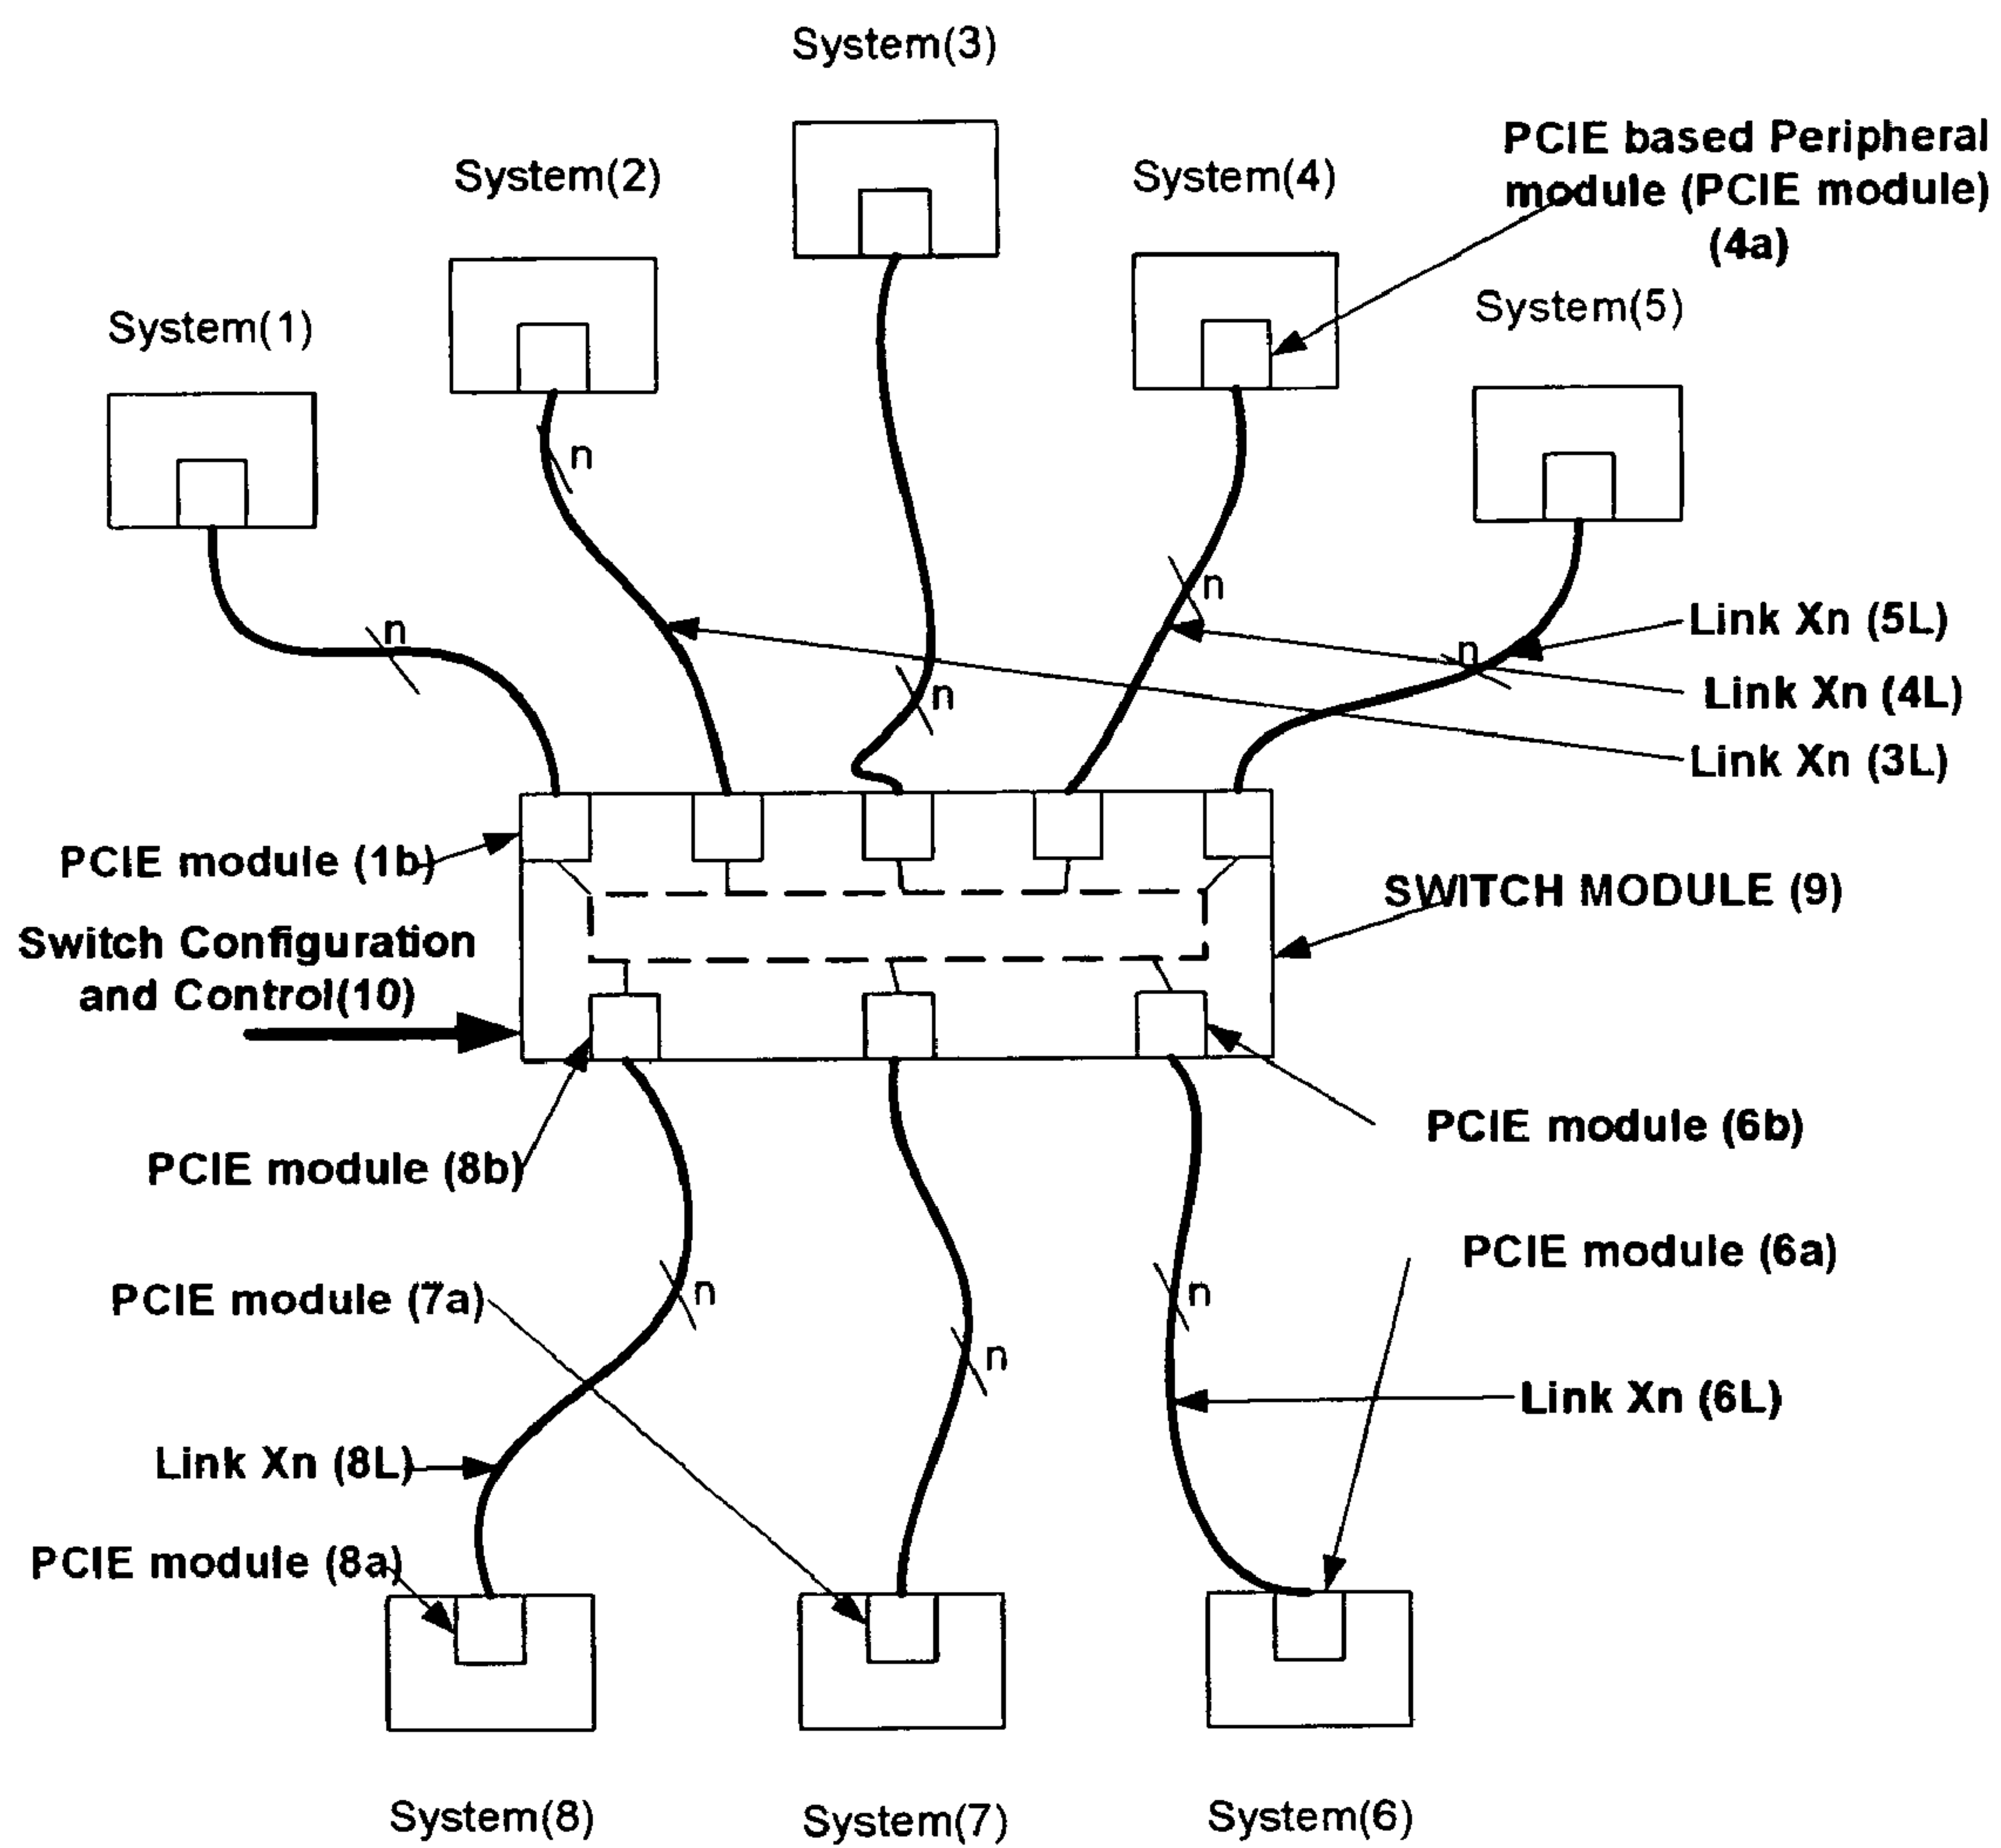 System(3)
System(2)
System(4)
PCIE based Peripheral
module (PCIE module)
(4a)
System(1)
System(5)
n
n
n
n
n
Link Xn (5L)
Link Xn (4L)
Link Xn (3L)
PCIE module (1b)
SWITCH MODULE (9)
Switch Configuration
and Control(10)
PCIE module (8b)
PCIE module (6b)
PCIE module (6a)
PCIE module (7a)
n
n
n
Link Xn (6L)
Link Xn (8L)
PCIE module (8a)
System(8)
System(7)
System(6)